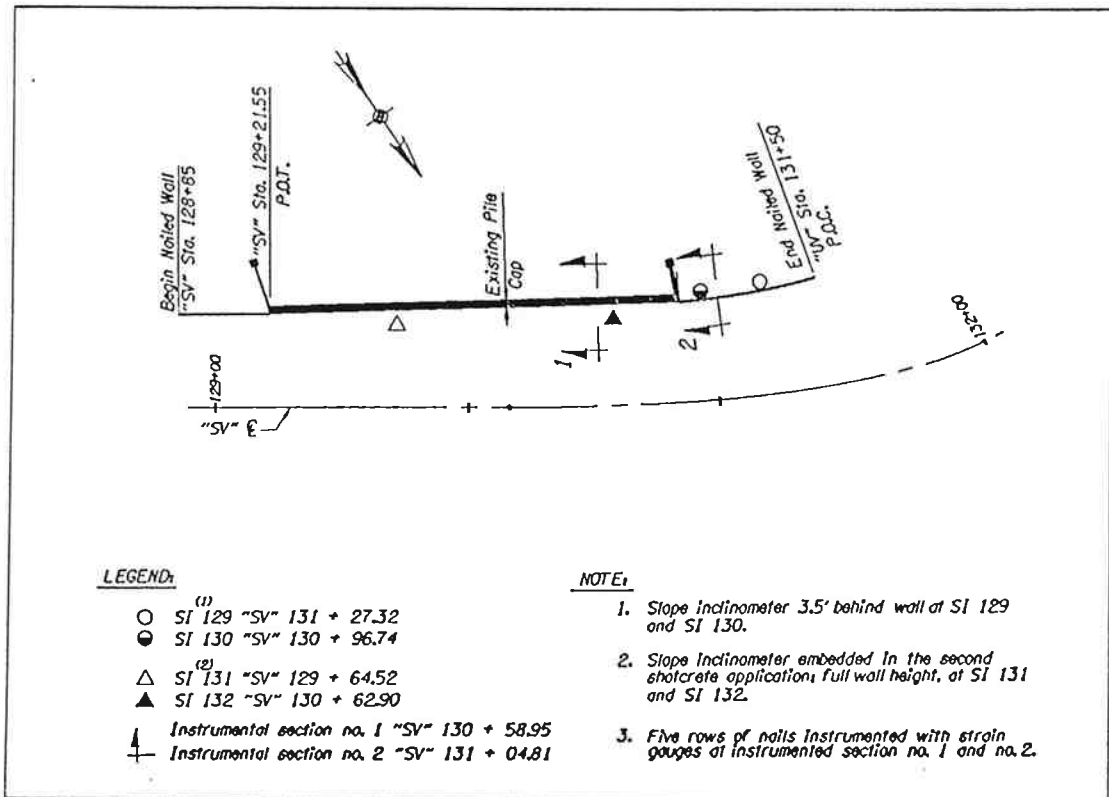 Begin Nailed Wall
"SV" Sta. 128+85
"SV" Sta. 129+21.55
P.O.T.
Existing Pile
Cap
End Nailed Wall
"UV" Sta. 131+50
P.O.C.
1
2
129+00
132+00
"SV" ℄
LEGEND:
(1)
SI 129 "SV" 131 + 27.32
SI 130 "SV" 130 + 96.74
(2)
SI 131 "SV" 129 + 64.52
SI 132 "SV" 130 + 62.90
Instrumental section no. 1 "SV" 130 + 58.95
Instrumental section no. 2 "SV" 131 + 04.81
NOTE:
1. Slope Inclinometer 3.5' behind wall at SI 129
and SI 130.
2. Slope Inclinometer embedded in the second
shotcrete application; full wall height, at SI 131
and SI 132.
3. Five rows of nails instrumented with strain
gauges at instrumented section no. 1 and no. 2.